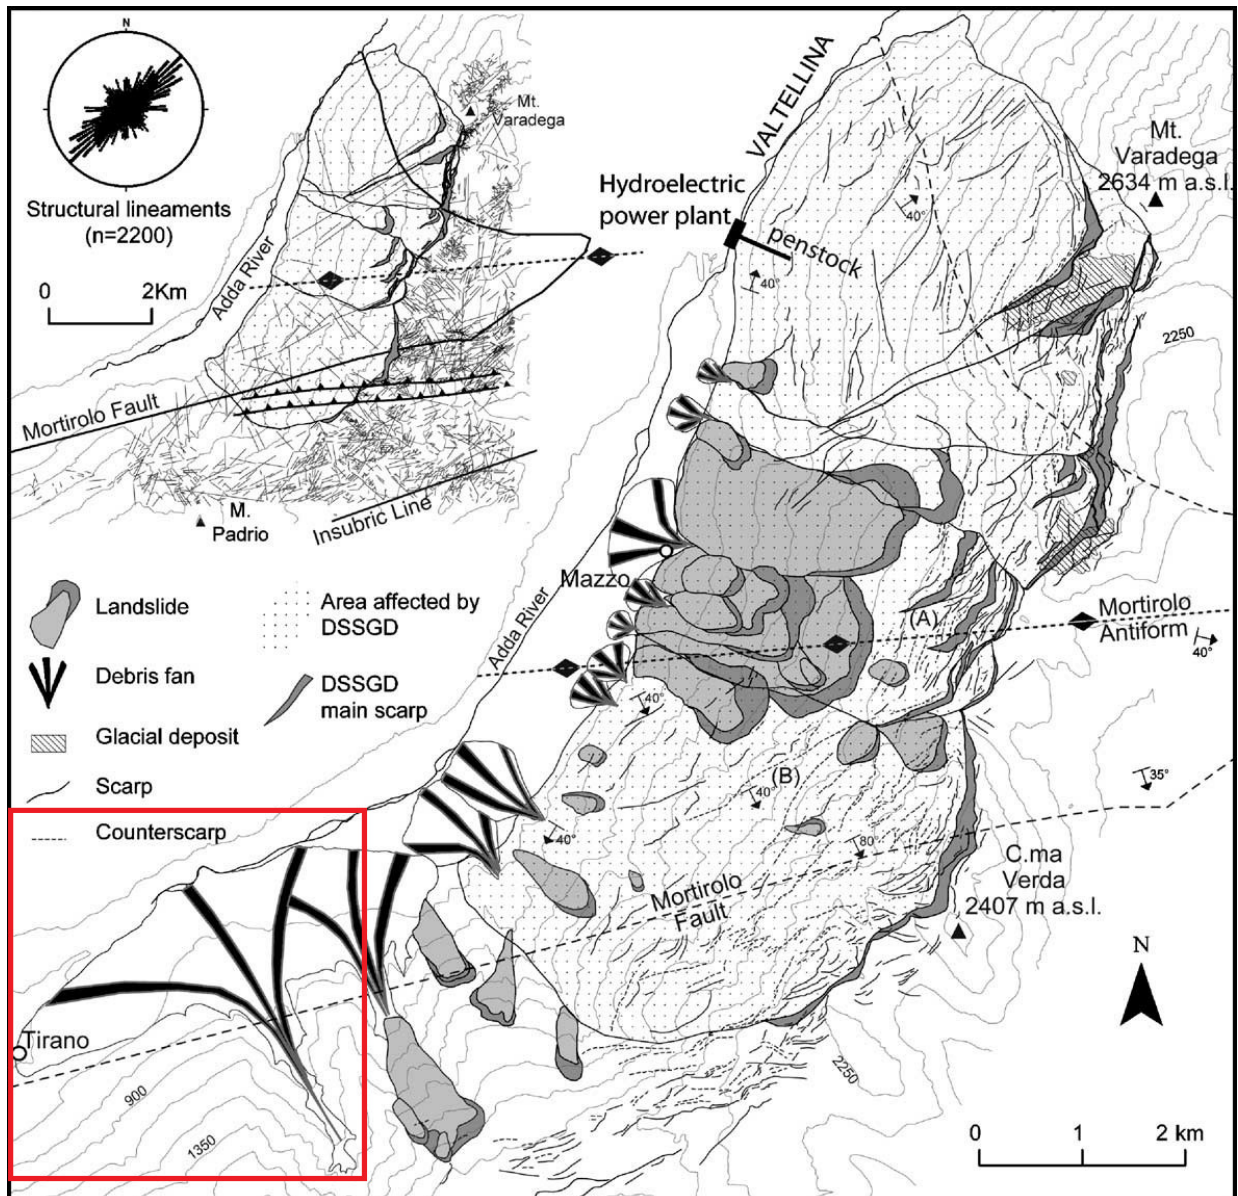 N
Structural lineaments
(n=2200)
0 2Km
Adda River
Mt.
Varadega
Mortirolo Fault
M.
Padrio
Insubric Line
VALTELLINA
Hydroelectric
power plant
penstock
Mt.
Varadega
2634 m a.s.l.
40°
40°
2250
Landslide
Debris fan
Glacial deposit
Scarp
Counterscarp
Area affected by
DSSGD
DSSGD
main scarp
Mazzo
Adda River
(A)
Mortirolo
Antiform
40°
40°
(B)
40°
35°
40°
80°
Mortirolo
Fault
C.ma
Verda
2407 m a.s.l.
N
Tirano
900
1350
2250
0 1 2 km